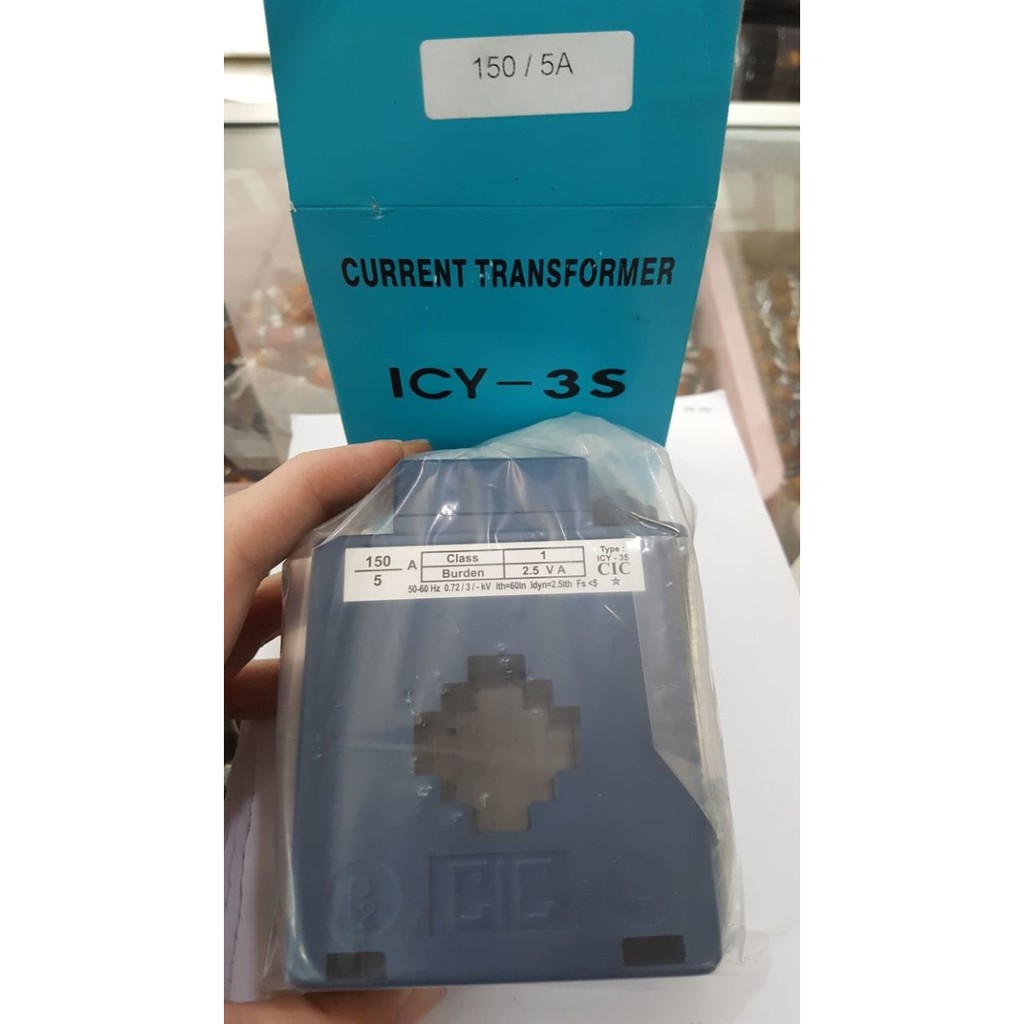 150 / 5A
CURRENT TRANSFORMER
ICY-3S
150
5
A
Class 1
Burden 2.5 VA
Type :
ICY - 3S
CIC
50-60 Hz 0.72 / 3 / - kV Ith=60In Idyn=2.5Ith Fs <5
CIC